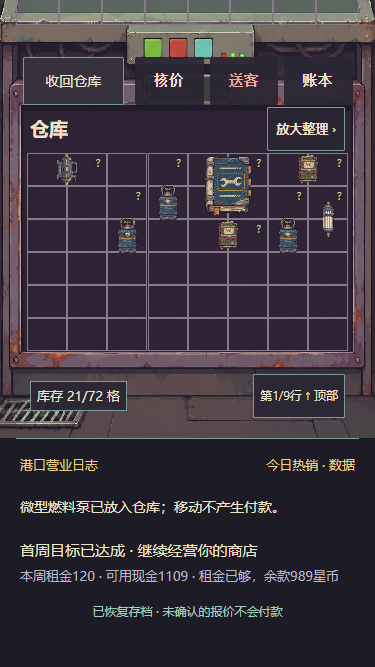 收回仓库 核价 送客 账本
仓库 放大整理 ›
? ? ? ?
? ? ?
?
库存 21/72 格 第1/9行 ↑ 顶部
港口营业日志 今日热销 · 数据
微型燃料泵已放入仓库；移动不产生付款。
首周目标已达成 · 继续经营你的商店
本周租金120 · 可用现金1109 · 租金已够，余款989星币
已恢复存档 · 未确认的报价不会付款